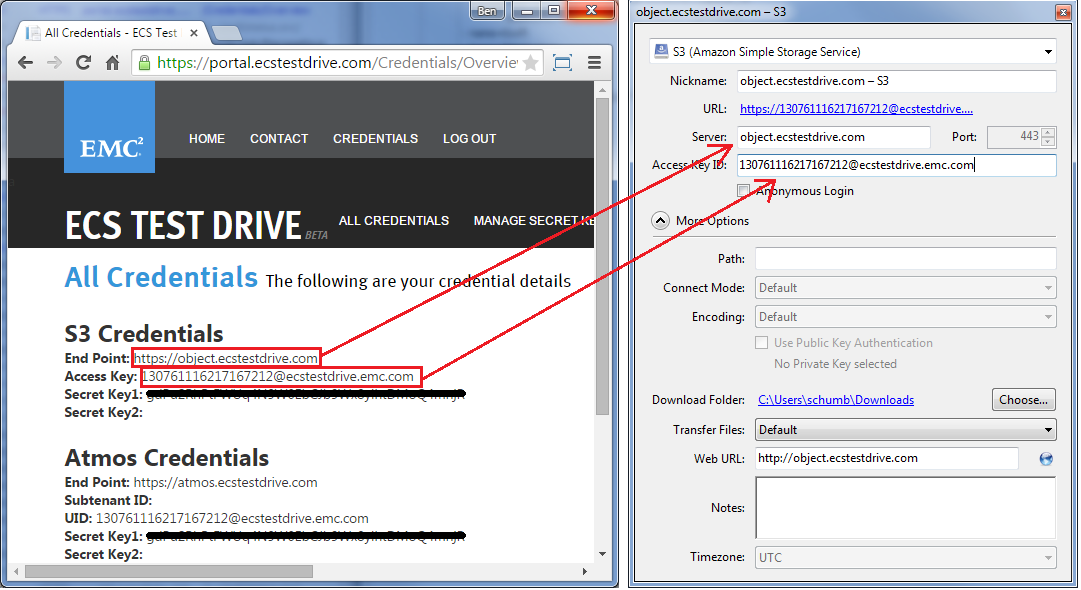 Ben
All Credentials - ECS Test
https://portal.ecstestdrive.com/Credentials/Overvie
EMC²
HOME CONTACT CREDENTIALS LOG OUT
ECS TEST DRIVE BETA
ALL CREDENTIALS MANAGE SECRET KE
All Credentials The following are your credential details
S3 Credentials
End Point: https://object.ecstestdrive.com
Access Key: 130761116217167212@ecstestdrive.emc.com
Secret Key1:
Secret Key2:
Atmos Credentials
End Point: https://atmos.ecstestdrive.com
Subtenant ID:
UID: 130761116217167212@ecstestdrive.emc.com
Secret Key1:
Secret Key2:
object.ecstestdrive.com – S3
S3 (Amazon Simple Storage Service)
Nickname: object.ecstestdrive.com – S3
URL: https://130761116217167212@ecstestdrive....
Server: object.ecstestdrive.com Port: 443
Access Key ID: 130761116217167212@ecstestdrive.emc.com
Anonymous Login
More Options
Path:
Connect Mode: Default
Encoding: Default
Use Public Key Authentication
No Private Key selected
Download Folder: C:\Users\schumb\Downloads Choose...
Transfer Files: Default
Web URL: http://object.ecstestdrive.com
Notes:
Timezone: UTC